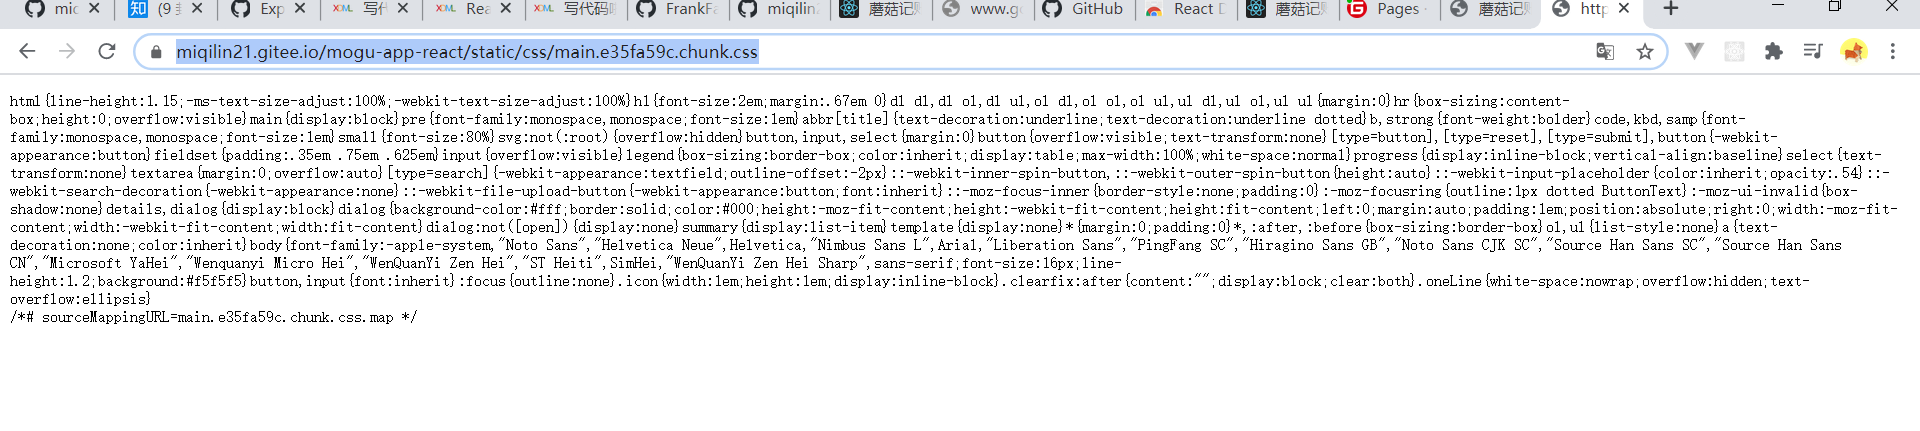 mic
(9 
Exp
XML 写代
XML Rea
XML 写代码
FrankFa
miqilin2
蘑菇记
www.go
GitHub
React D
蘑菇记
Pages -
蘑菇记
http
miqilin21.gitee.io/mogu-app-react/static/css/main.e35fa59c.chunk.css
html{line-height:1.15;-ms-text-size-adjust:100%;-webkit-text-size-adjust:100%}h1{font-size:2em;margin:.67em 0}dl dl,dl ol,dl ul,ol dl,ol ol,ol ul,ul dl,ul ol,ul ul{margin:0}hr{box-sizing:content-
box;height:0;overflow:visible}main{display:block}pre{font-family:monospace,monospace;font-size:1em}abbr[title]{text-decoration:underline;text-decoration:underline dotted}b,strong{font-weight:bolder}code,kbd,samp{font-
family:monospace,monospace;font-size:1em}small{font-size:80%}svg:not(:root){overflow:hidden}button,input,select{margin:0}button{overflow:visible;text-transform:none}[type=button],[type=reset],[type=submit],button{-webkit-
appearance:button}fieldset{padding:.35em .75em .625em}input{overflow:visible}legend{box-sizing:border-box;color:inherit;display:table;max-width:100%;white-space:normal}progress{display:inline-block;vertical-align:baseline}select{text-
transform:none}textarea{margin:0;overflow:auto}[type=search]{-webkit-appearance:textfield;outline-offset:-2px}::-webkit-inner-spin-button,::-webkit-outer-spin-button{height:auto}::-webkit-input-placeholder{color:inherit;opacity:.54}::-
webkit-search-decoration{-webkit-appearance:none}::-webkit-file-upload-button{-webkit-appearance:button;font:inherit}::-moz-focus-inner{border-style:none;padding:0}:-moz-focusring{outline:1px dotted ButtonText}:-moz-ui-invalid{box-
shadow:none}details,dialog{display:block}dialog{background-color:#fff;border:solid;color:#000;height:-moz-fit-content;height:-webkit-fit-content;height:fit-content;left:0;margin:auto;padding:1em;position:absolute;right:0;width:-moz-fit-
content;width:-webkit-fit-content;width:fit-content}dialog:not([open]){display:none}summary{display:list-item}template{display:none}*{margin:0;padding:0}*,:after,:before{box-sizing:border-box}ol,ul{list-style:none}a{text-
decoration:none;color:inherit}body{font-family:-apple-system,"Noto Sans","Helvetica Neue",Helvetica,"Nimbus Sans L",Arial,"Liberation Sans","PingFang SC","Hiragino Sans GB","Noto Sans CJK SC","Source Han Sans SC","Source Han Sans
CN","Microsoft YaHei","Wenquanyi Micro Hei","WenQuanYi Zen Hei","ST Heiti",SimHei,"WenQuanYi Zen Hei Sharp",sans-serif;font-size:16px;line-
height:1.2;background:#f5f5f5}button,input{font:inherit}:focus{outline:none}.icon{width:1em;height:1em;display:inline-block}.clearfix:after{content:"";display:block;clear:both}.oneLine{white-space:nowrap;overflow:hidden;text-
overflow:ellipsis}
/*# sourceMappingURL=main.e35fa59c.chunk.css.map */